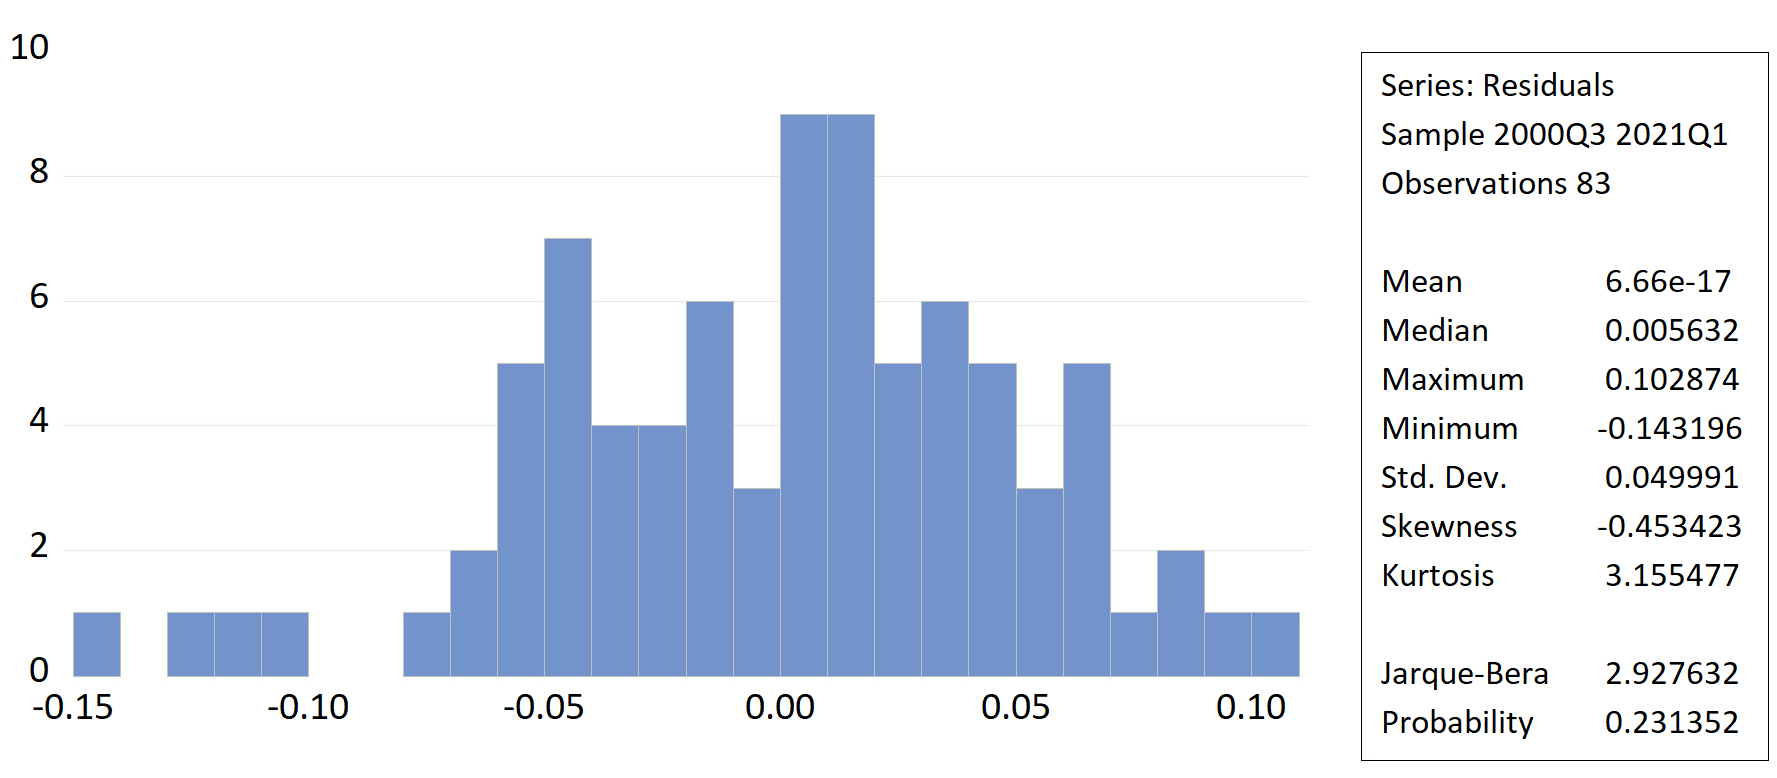 10
8
6
4
2
0
-0.15 -0.10 -0.05 0.00 0.05 0.10
Series: Residuals
Sample 2000Q3 2021Q1
Observations 83
Mean 6.66e-17
Median 0.005632
Maximum 0.102874
Minimum -0.143196
Std. Dev. 0.049991
Skewness -0.453423
Kurtosis 3.155477
Jarque-Bera 2.927632
Probability 0.231352